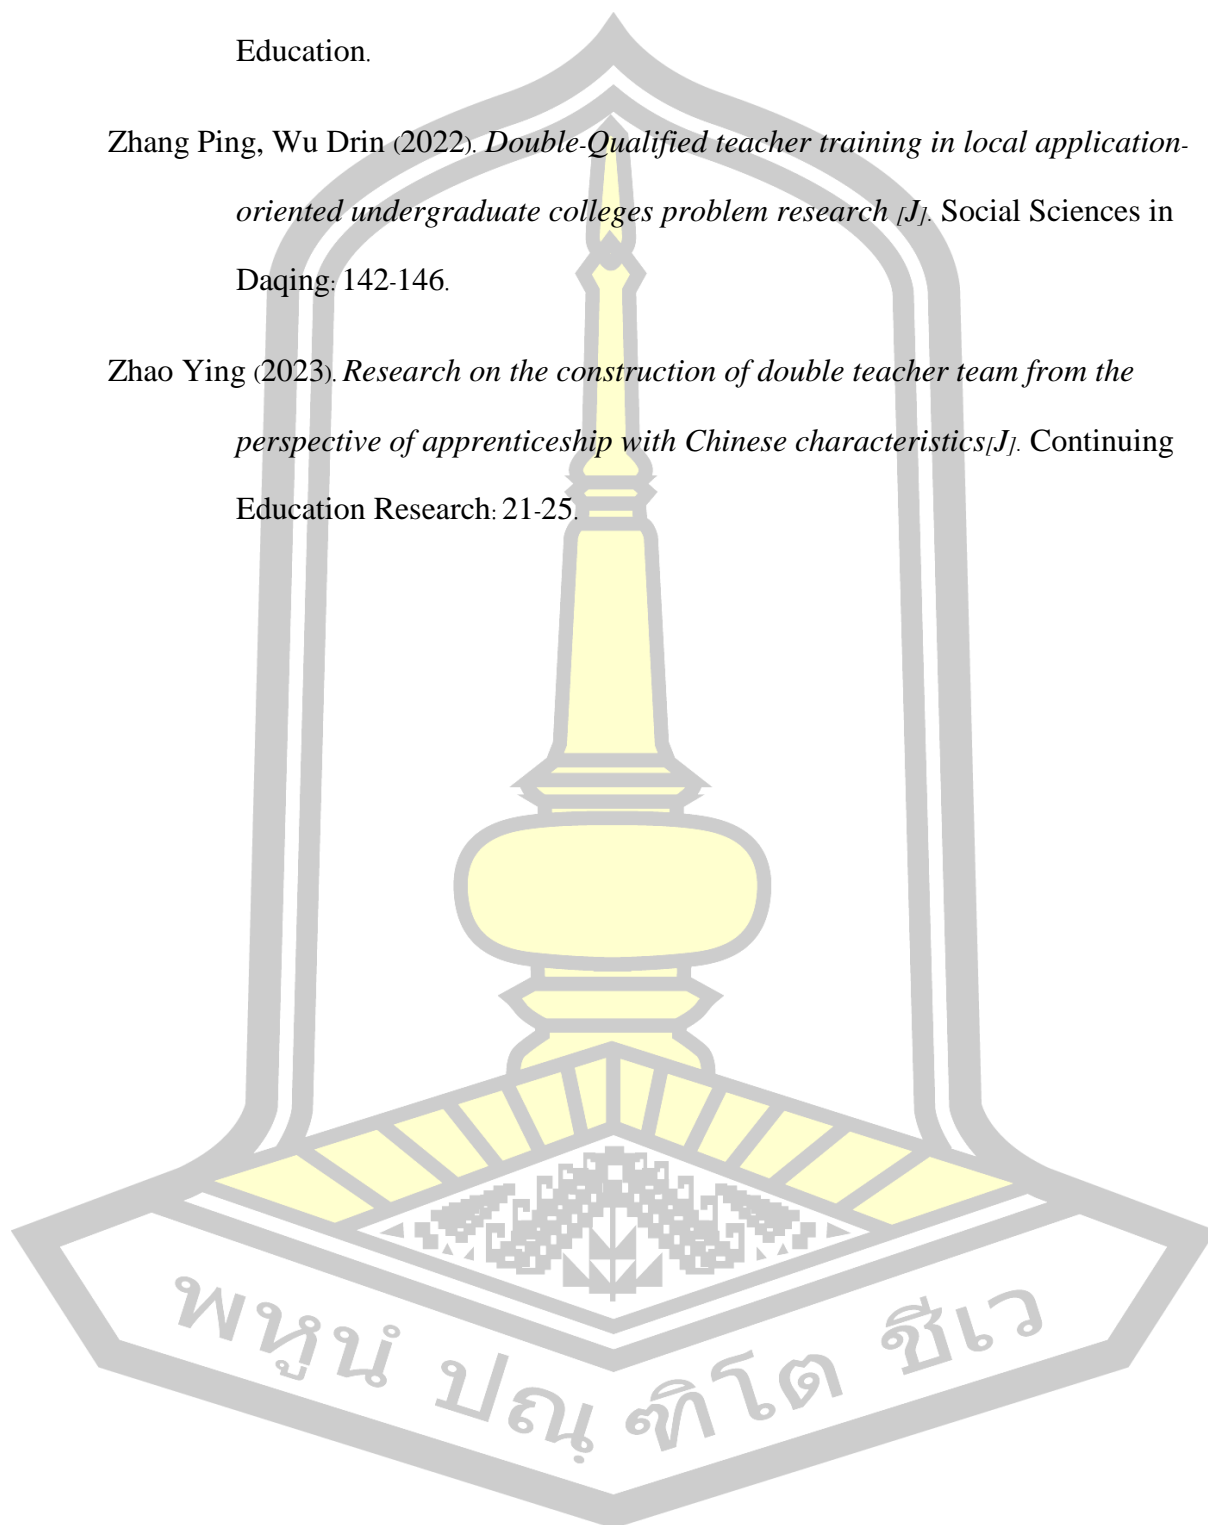 Education.
Zhang Ping, Wu Drin (2022). Double-Qualified teacher training in local application-
oriented undergraduate colleges problem research [J]. Social Sciences in
Daqing: 142-146.
Zhao Ying (2023). Research on the construction of double teacher team from the
perspective of apprenticeship with Chinese characteristics[J]. Continuing
Education Research: 21-25.
พหูนํ ปณฺ ฑิโต ชีเว